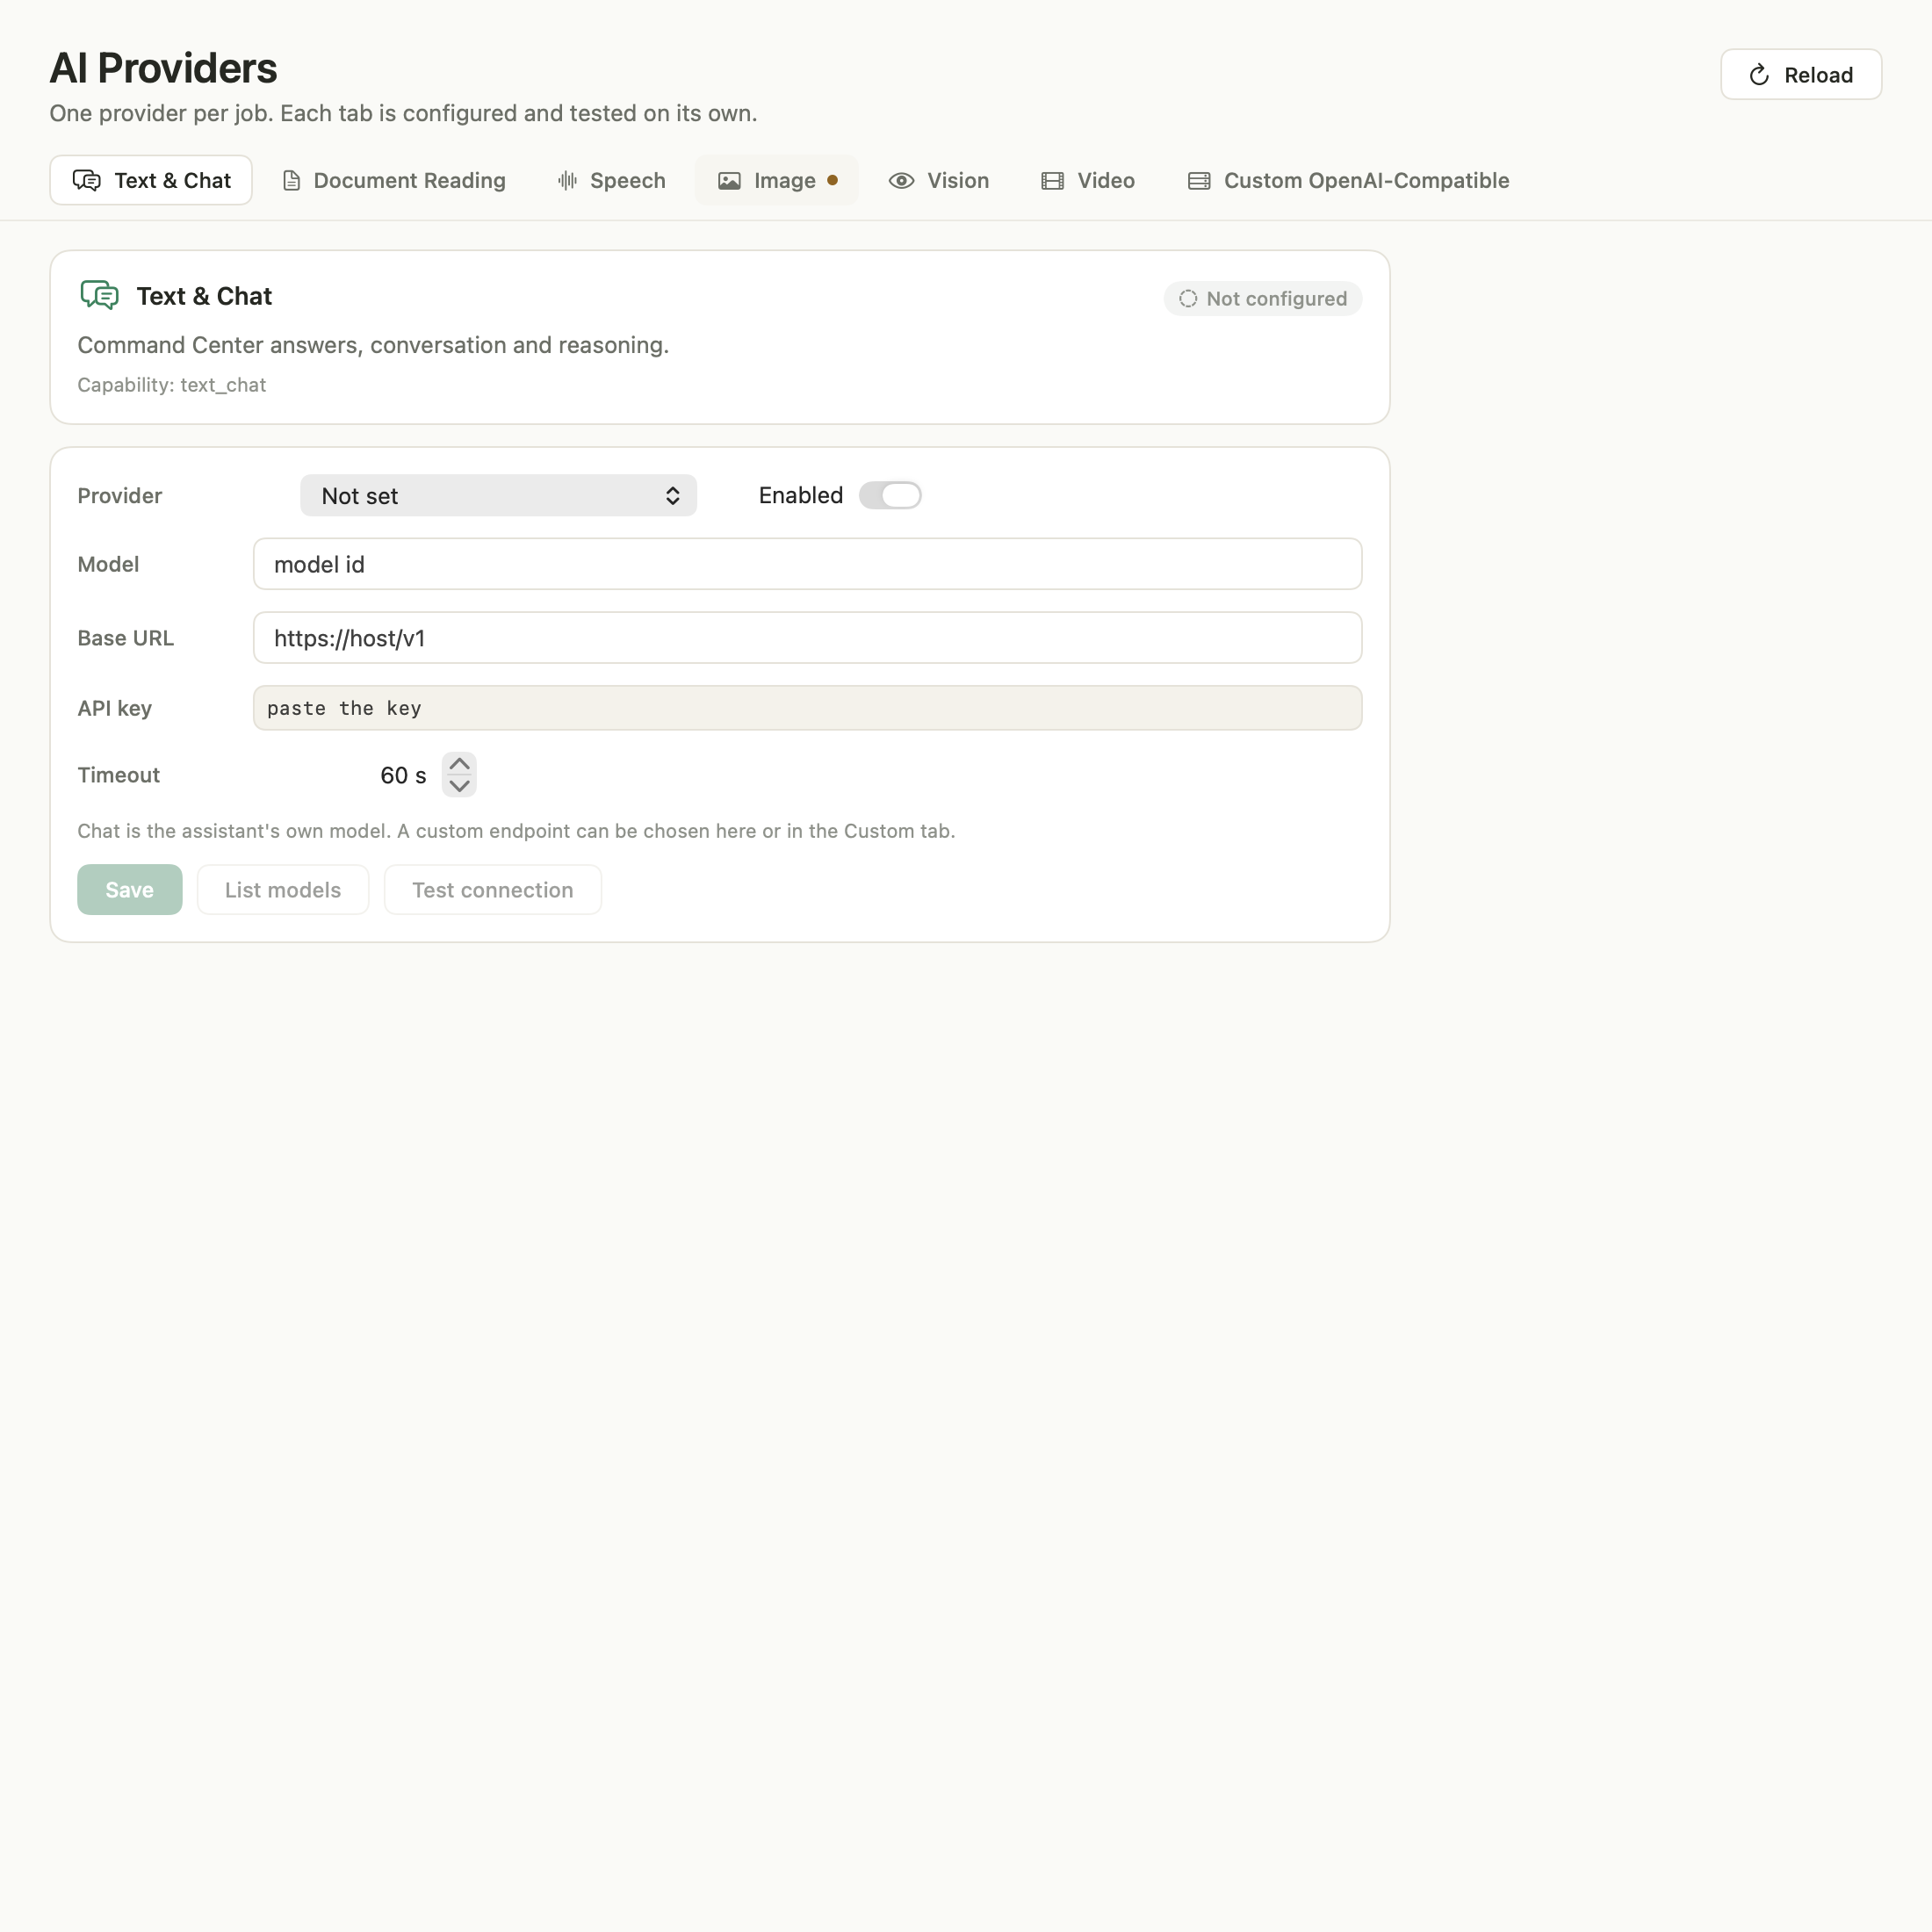 AI Providers
Reload
One provider per job. Each tab is configured and tested on its own.
Text & Chat
Document Reading
Speech
Image
Vision
Video
Custom OpenAI-Compatible
Text & Chat
Not configured
Command Center answers, conversation and reasoning.
Capability: text_chat
Provider
Not set
Enabled
Model
model id
Base URL
https://host/v1
API key
paste the key
Timeout
60 s
Chat is the assistant's own model. A custom endpoint can be chosen here or in the Custom tab.
Save
List models
Test connection